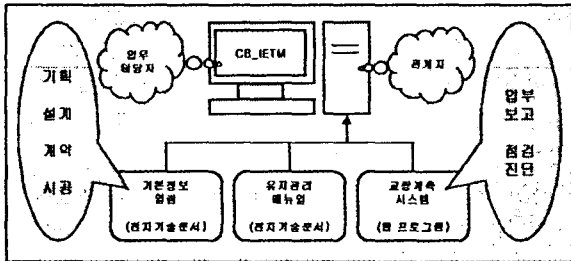 기획
설계
계약
시공
업무
담당자
CB_IETM
관계자
업무
보고
점검
진단
기본정보
열람
(전자기술문서)
유지관리
매뉴얼
(전자기술문서)
교량계측
시스템
(웹 프로그램)